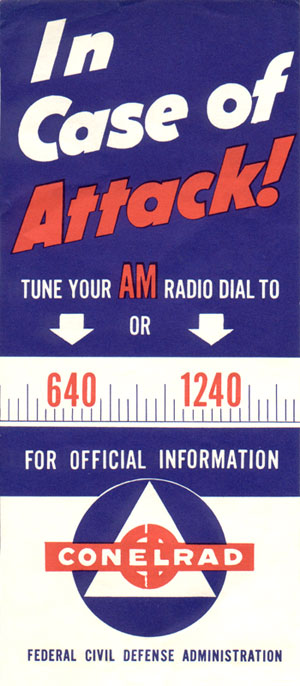 In
Case of
Attack!
TUNE YOUR AM RADIO DIAL TO
OR
640 1240
FOR OFFICIAL INFORMATION
CONELRAD
FEDERAL CIVIL DEFENSE ADMINISTRATION